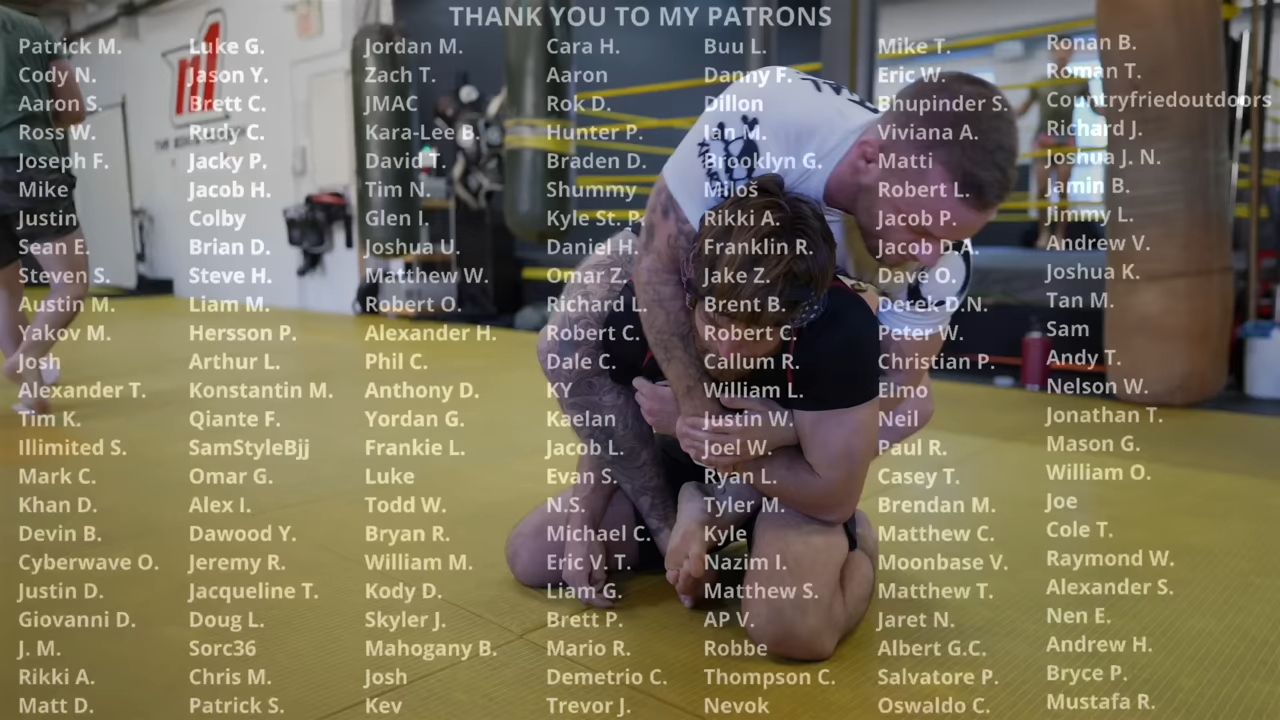 THANK YOU TO MY PATRONS
Patrick M.
Cody N.
Aaron S.
Ross W.
Joseph F.
Mike
Justin
Sean E.
Steven S.
Austin M.
Yakov M.
Josh
Alexander T.
Tim K.
Illimited S.
Mark C.
Khan D.
Devin B.
Cyberwave O.
Justin D.
Giovanni D.
J. M.
Rikki A.
Matt D.
Luke G.
Jason Y.
Brett C.
Rudy C.
Jacky P.
Jacob H.
Colby
Brian D.
Steve H.
Liam M.
Hersson P.
Arthur L.
Konstantin M.
Qiante F.
SamStyleBjj
Omar G.
Alex I.
Dawood Y.
Jeremy R.
Jacqueline T.
Doug L.
Sorc36
Chris M.
Patrick S.
Jordan M.
Zach T.
JMAC
Kara-Lee B.
David T.
Tim N.
Glen I.
Joshua U.
Matthew W.
Robert O.
Alexander H.
Phil C.
Anthony D.
Yordan G.
Frankie L.
Luke
Todd W.
Bryan R.
William M.
Kody D.
Skyler J.
Mahogany B.
Josh
Kev
Cara H.
Aaron
Rok D.
Hunter P.
Braden D.
Shummy
Kyle St. P.
Daniel H.
Omar Z.
Richard L.
Robert C.
Dale C.
KY
Kaelan
Jacob L.
Evan S.
N.S.
Michael C.
Eric V. T.
Liam G.
Brett P.
Mario R.
Demetrio C.
Trevor J.
Buu L.
Danny F.
Dillon
Ian M.
Brooklyn G.
Miloš
Rikki A.
Franklin R.
Jake Z.
Brent B.
Robert C.
Callum R.
William L.
Justin W.
Joel W.
Ryan L.
Tyler M.
Kyle
Nazim I.
Matthew S.
AP V.
Robbe
Thompson C.
Nevok
Mike T.
Eric W.
Bhupinder S.
Viviana A.
Matti
Robert L.
Jacob P.
Jacob D.A.
Dave O.
Derek D.N.
Peter W.
Christian P.
Elmo
Neil
Paul R.
Casey T.
Brendan M.
Matthew C.
Moonbase V.
Matthew T.
Jaret N.
Albert G.C.
Salvatore P.
Oswaldo C.
Ronan B.
Roman T.
Countryfriedoutdoors
Richard J.
Joshua J. N.
Jamin B.
Jimmy L.
Andrew V.
Joshua K.
Tan M.
Sam
Andy T.
Nelson W.
Jonathan T.
Mason G.
William O.
Joe
Cole T.
Raymond W.
Alexander S.
Nen E.
Andrew H.
Bryce P.
Mustafa R.